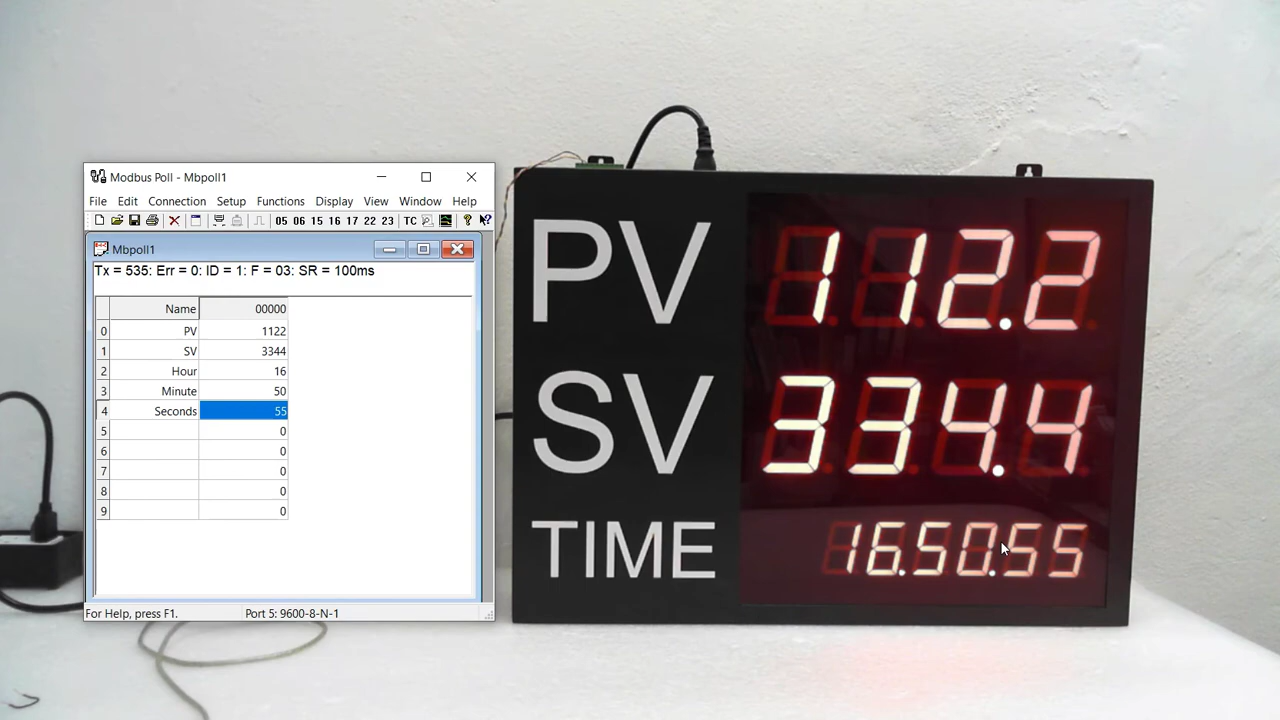 Modbus Poll - Mbpoll1
File Edit Connection Setup Functions Display View Window Help
05 06 15 16 17 22 23 TC
Mbpoll1
Tx = 535: Err = 0: ID = 1: F = 03: SR = 100ms
Name 00000
0 PV 1122
1 SV 3344
2 Hour 16
3 Minute 50
4 Seconds 55
5 0
6 0
7 0
8 0
9 0
For Help, press F1. Port 5: 9600-8-N-1
PV 112.2
SV 334.4
TIME 16.50.55